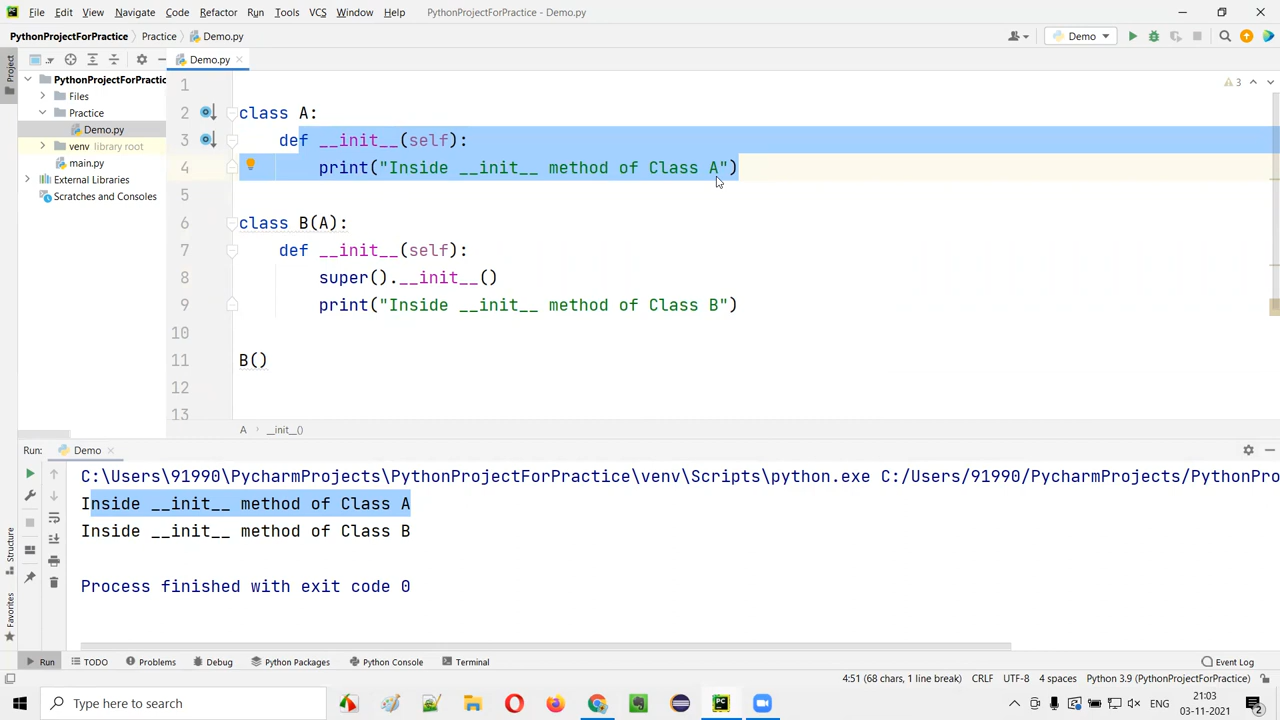 File Edit View Navigate Code Refactor Run Tools VCS Window Help PythonProjectForPractice - Demo.py
PythonProjectForPractice Practice Demo.py Demo
Project
Demo.py
PythonProjectForPractic
Files
Practice
Demo.py
venv library root
main.py
External Libraries
Scratches and Consoles
3
1
2 class A:
3 def __init__(self):
4 print("Inside __init__ method of Class A")
5
6 class B(A):
7 def __init__(self):
8 super().__init__()
9 print("Inside __init__ method of Class B")
10
11 B()
12
13
A __init__()
Run: Demo
C:\Users\91990\PycharmProjects\PythonProjectForPractice\venv\Scripts\python.exe C:/Users/91990/PycharmProjects/PythonPro
Inside __init__ method of Class A
Inside __init__ method of Class B
Process finished with exit code 0
Structure
Favorites
Run TODO Problems Debug Python Packages Python Console Terminal Event Log
4:51 (68 chars, 1 line break) CRLF UTF-8 4 spaces Python 3.9 (PythonProjectForPractice)
Type here to search
PC
ENG
21:03
03-11-2021
2